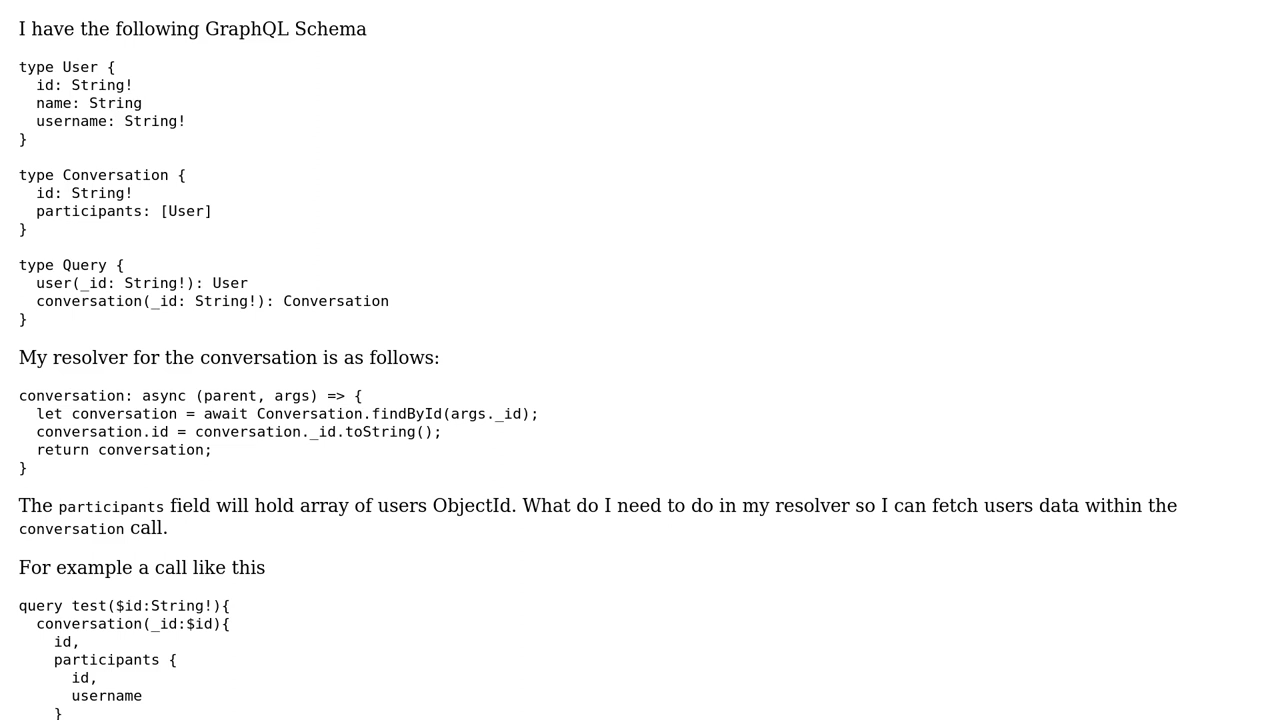 I have the following GraphQL Schema
type User {
  id: String!
  name: String
  username: String!
}
type Conversation {
  id: String!
  participants: [User]
}
type Query {
  user(_id: String!): User
  conversation(_id: String!): Conversation
}
My resolver for the conversation is as follows:
conversation: async (parent, args) => {
  let conversation = await Conversation.findById(args._id);
  conversation.id = conversation._id.toString();
  return conversation;
}
The participants field will hold array of users ObjectId. What do I need to do in my resolver so I can fetch users data within the
conversation call.
For example a call like this
query test($id:String!){
  conversation(_id:$id){
    id,
    participants {
      id,
      username
    }